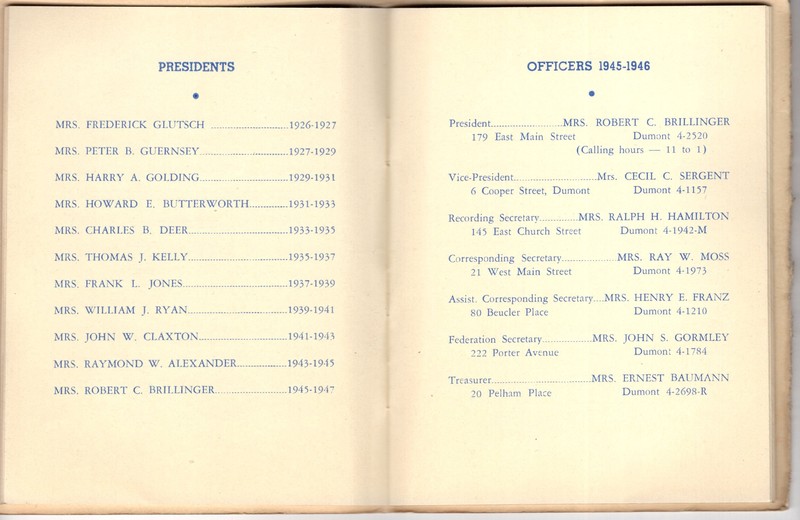 PRESIDENTS
MRS. FREDERICK GLUTSCH ........................1926-1927
MRS. PETER B. GUERNSEY..........................1927-1929
MRS. HARRY A. GOLDING..........................1929-1931
MRS. HOWARD E. BUTTERWORTH............1931-1933
MRS. CHARLES B. DEER..............................1933-1935
MRS. THOMAS J. KELLY..............................1935-1937
MRS. FRANK L. JONES................................1937-1939
MRS. WILLIAM J. RYAN..............................1939-1941
MRS. JOHN W. CLAXTON...........................1941-1943
MRS. RAYMOND W. ALEXANDER...............1943-1945
MRS. ROBERT C. BRILLINGER......................1945-1947
OFFICERS 1945-1946
President........................MRS. ROBERT C. BRILLINGER
179 East Main Street Dumont 4-2520
(Calling hours — 11 to 1)
Vice-President...........................Mrs. CECIL C. SERGENT
6 Cooper Street, Dumont Dumont 4-1157
Recording Secretary.............MRS. RALPH H. HAMILTON
145 East Church Street Dumont 4-1942-M
Corresponding Secretary..................MRS. RAY W. MOSS
21 West Main Street Dumont 4-1973
Assist. Corresponding Secretary....MRS. HENRY E. FRANZ
80 Beucler Place Dumont 4-1210
Federation Secretary................MRS. JOHN S. GORMLEY
222 Porter Avenue Dumont 4-1784
Treasurer................................MRS. ERNEST BAUMANN
20 Pelham Place Dumont 4-2698-R